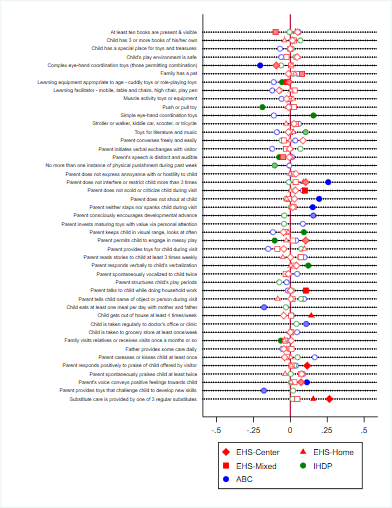 At least ten books are present & visible
Child has 3 or more books of his/her own
Child has a special place for toys and treasures
Child's play environment is safe
Complex eye-hand coordination toys (those permitting combination)
Family has a pet
Learning equipment appropriate to age - cuddly toys or role-playing toys
Learning facilitator - mobile, table and chairs, high chair, play pen
Muscle activity toys or equipment
Push or pull toy
Simple eye-hand coordination toys
Stroller or walker, kiddie car, scooter, or tricycle
Toys for literature and music
Parent converses freely and easily
Parent initiates verbal exchanges with visitor
Parent's speech is distinct and audible
No more than one instance of physical punishment during past week
Parent does not express annoyance with or hostility to child
Parent does not interfere or restrict child more than 3 times
Parent does not scold or criticize child during visit
Parent does not shout at child
Parent neither slaps nor spanks child during visit
Parent consciously encourages developmental advance
Parent invests maturing toys with value via personal attention
Parent keeps child in visual range, looks at often
Parent permits child to engage in messy play
Parent provides toys for child during visit
Parent reads stories to child at least 3 times weekly
Parent responds verbally to child's verbalization
Parent spontaneously vocalized to child twice
Parent structures child's play periods
Parent talks to child while doing household work
Parent tells child name of object or person during visit
Child eats at least one meal per day with mother and father
Child gets out of house at least 4 times/week
Child is taken regularly to doctor's office or clinic
Child is taken to grocery store at least once/week
Family visits relatives or receives visits once a months or so
Father provides some care daily
Parent caresses or kisses child at least once
Parent responds positively to praise of child offered by visitor
Parent spontaneously praises child at least twice
Parent's voice conveys positive feelings towards child
Parent provides toys that challenge child to develop new skills
Substitute care is provided by one of 3 regular substitutes
-.5 -.25 0 .25 .5
EHS-Center EHS-Home
EHS-Mixed IHDP
ABC